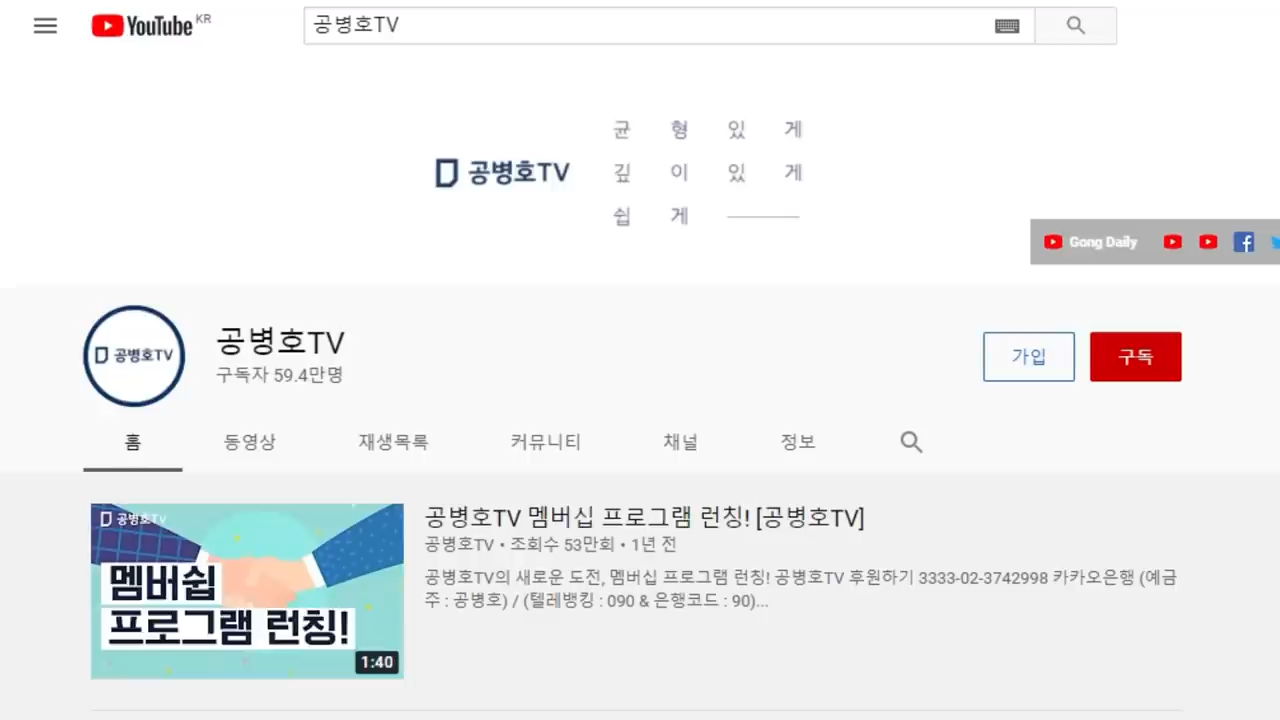 YouTube KR
공병호TV
균 형 있 게
공병호TV
깊 이 있 게
쉽 게
Gong Daily
공병호TV
공병호TV
구독자 59.4만명
가입
구독
홈
동영상
재생목록
커뮤니티
채널
정보
공병호TV
멤버쉽
프로그램 런칭!
1:40
공병호TV 멤버십 프로그램 런칭! [공병호TV]
공병호TV • 조회수 53만회 • 1년 전
공병호TV의 새로운 도전, 멤버십 프로그램 런칭! 공병호TV 후원하기 3333-02-3742998 카카오은행 (예금
주 : 공병호) / (텔레뱅킹 : 090 & 은행코드 : 90)...